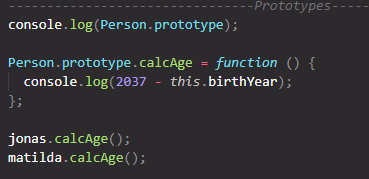 ------------------------------Prototypes-----
console.log(Person.prototype);
Person.prototype.calcAge = function () {
console.log(2037 - this.birthYear);
};
jonas.calcAge();
matilda.calcAge();